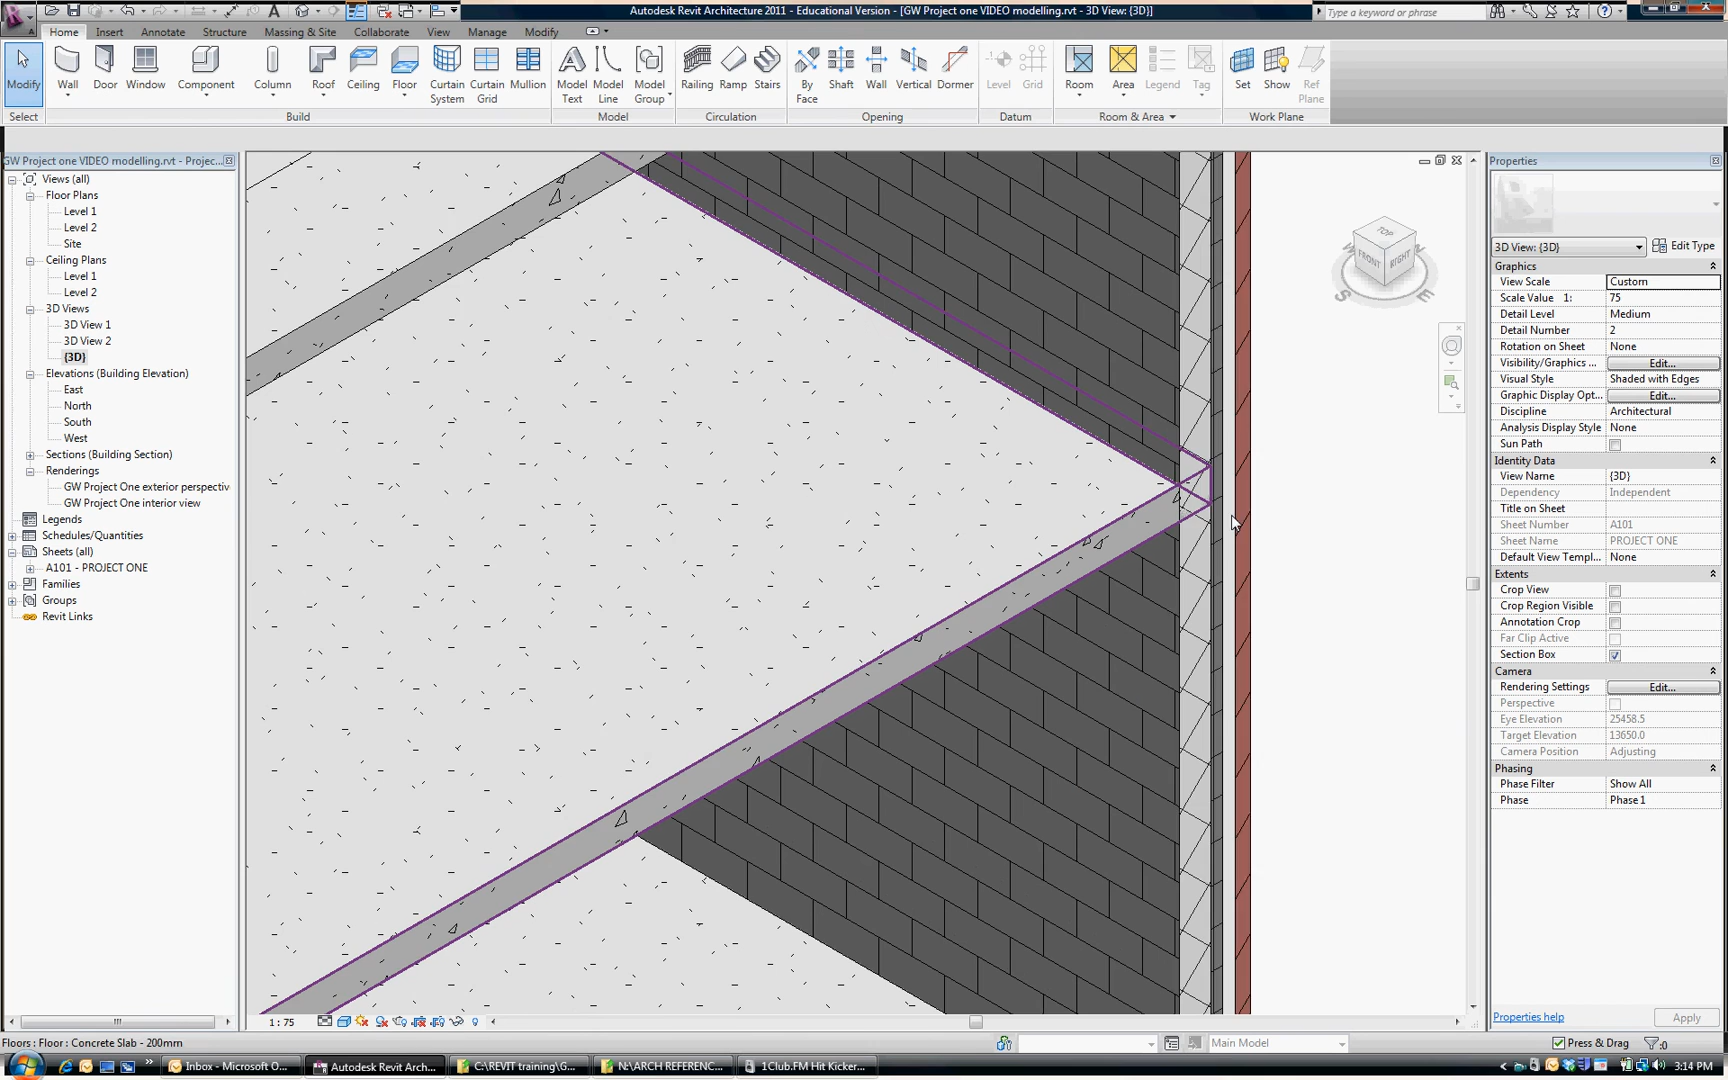 Autodesk Revit Architecture 2011 - Educational Version - [GW Project one VIDEO modelling.rvt - 3D View: {3D}]
Type a keyword or phrase
Home Insert Annotate Structure Massing & Site Collaborate View Manage Modify
Modify Wall Door Window Component Column Roof Ceiling Floor Curtain System Curtain Grid Mullion Model Text Model Line Model Group Railing Ramp Stairs By Face Shaft Wall Vertical Dormer Level Grid Room Area Legend Tag Set Show Ref Plane
Select Build Model Circulation Opening Datum Room & Area Work Plane
GW Project one VIDEO modelling.rvt - Projec...
Views (all)
Floor Plans
Level 1
Level 2
Site
Ceiling Plans
Level 1
Level 2
3D Views
3D View 1
3D View 2
{3D}
Elevations (Building Elevation)
East
North
South
West
Sections (Building Section)
Renderings
GW Project One exterior perspectiv
GW Project One interior view
Legends
Schedules/Quantities
Sheets (all)
A101 - PROJECT ONE
Families
Groups
Revit Links
TOP
FRONT
RIGHT
W N
S E
Properties
3D View: {3D} Edit Type
Graphics
View Scale Custom
Scale Value 1: 75
Detail Level Medium
Detail Number 2
Rotation on Sheet None
Visibility/Graphics ... Edit...
Visual Style Shaded with Edges
Graphic Display Opt... Edit...
Discipline Architectural
Analysis Display Style None
Sun Path
Identity Data
View Name {3D}
Dependency Independent
Title on Sheet
Sheet Number A101
Sheet Name PROJECT ONE
Default View Templ... None
Extents
Crop View
Crop Region Visible
Annotation Crop
Far Clip Active
Section Box
Camera
Rendering Settings Edit...
Perspective
Eye Elevation 25458.5
Target Elevation 13650.0
Camera Position Adjusting
Phasing
Phase Filter Show All
Phase Phase 1
Properties help Apply
1 : 75
Floors : Floor : Concrete Slab - 200mm
Main Model
Press & Drag
:0
Inbox - Microsoft O...
Autodesk Revit Arch...
C:\REVIT training\G...
N:\ARCH REFERENC...
1Club.FM Hit Kicker...
3:14 PM